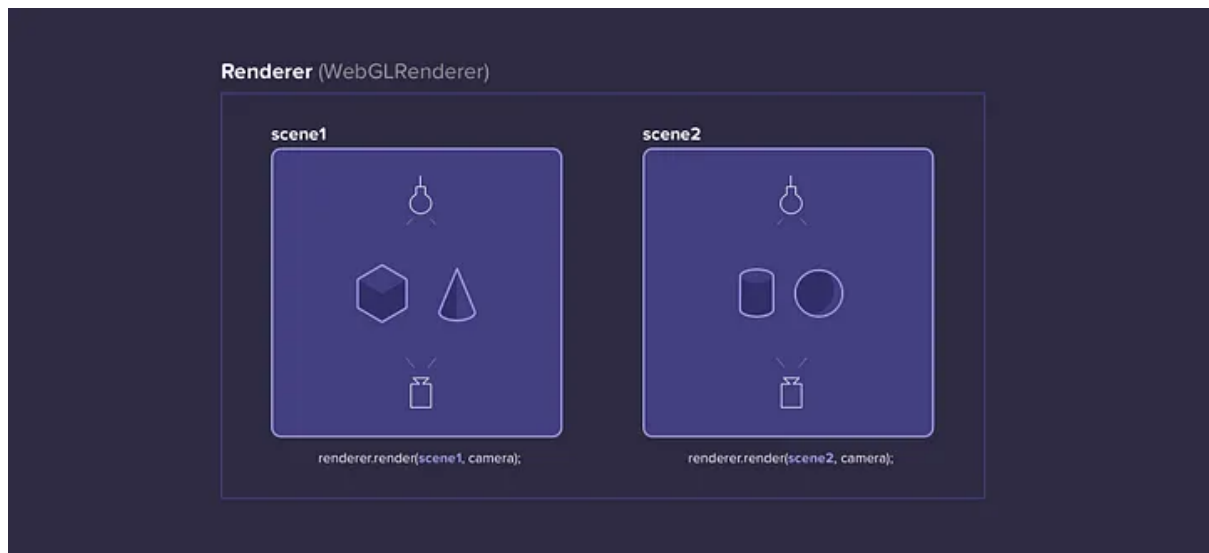 Renderer (WebGLRenderer)
scene1
scene2
renderer.render(scene1, camera);
renderer.render(scene2, camera);